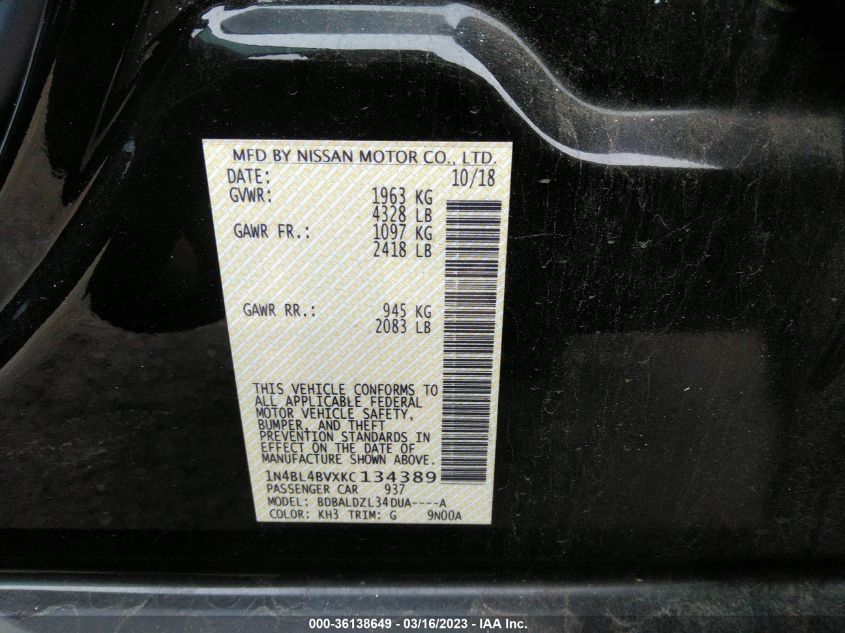 MFD BY NISSAN MOTOR CO., LTD.
DATE: 10/18
GVWR: 1963 KG
4328 LB
GAWR FR.: 1097 KG
2418 LB
GAWR RR.: 945 KG
2083 LB
THIS VEHICLE CONFORMS TO
ALL APPLICABLE FEDERAL
MOTOR VEHICLE SAFETY,
BUMPER, AND THEFT
PREVENTION STANDARDS IN
EFFECT ON THE DATE OF
MANUFACTURE SHOWN ABOVE.
1N4BL4BVXKC134389
PASSENGER CAR 937
MODEL: BDBALDZL34DUA----A
COLOR: KH3 TRIM: G 9N00A
000-36138649 - 03/16/2023 - IAA Inc.